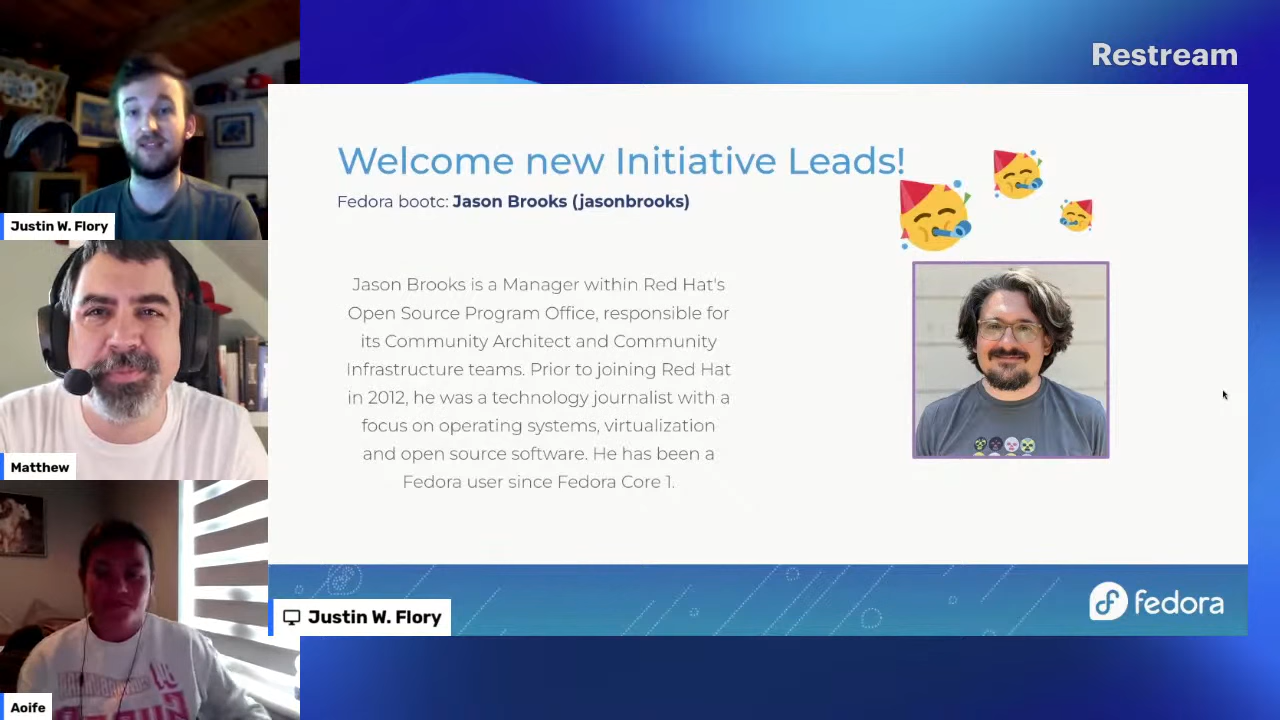 Restream
Welcome new Initiative Leads!
Fedora bootc: Jason Brooks (jasonbrooks)
Jason Brooks is a Manager within Red Hat's
Open Source Program Office, responsible for
its Community Architect and Community
Infrastructure teams. Prior to joining Red Hat
in 2012, he was a technology journalist with a
focus on operating systems, virtualization
and open source software. He has been a
Fedora user since Fedora Core 1.
fedora
Justin W. Flory
Justin W. Flory
Matthew
Aoife